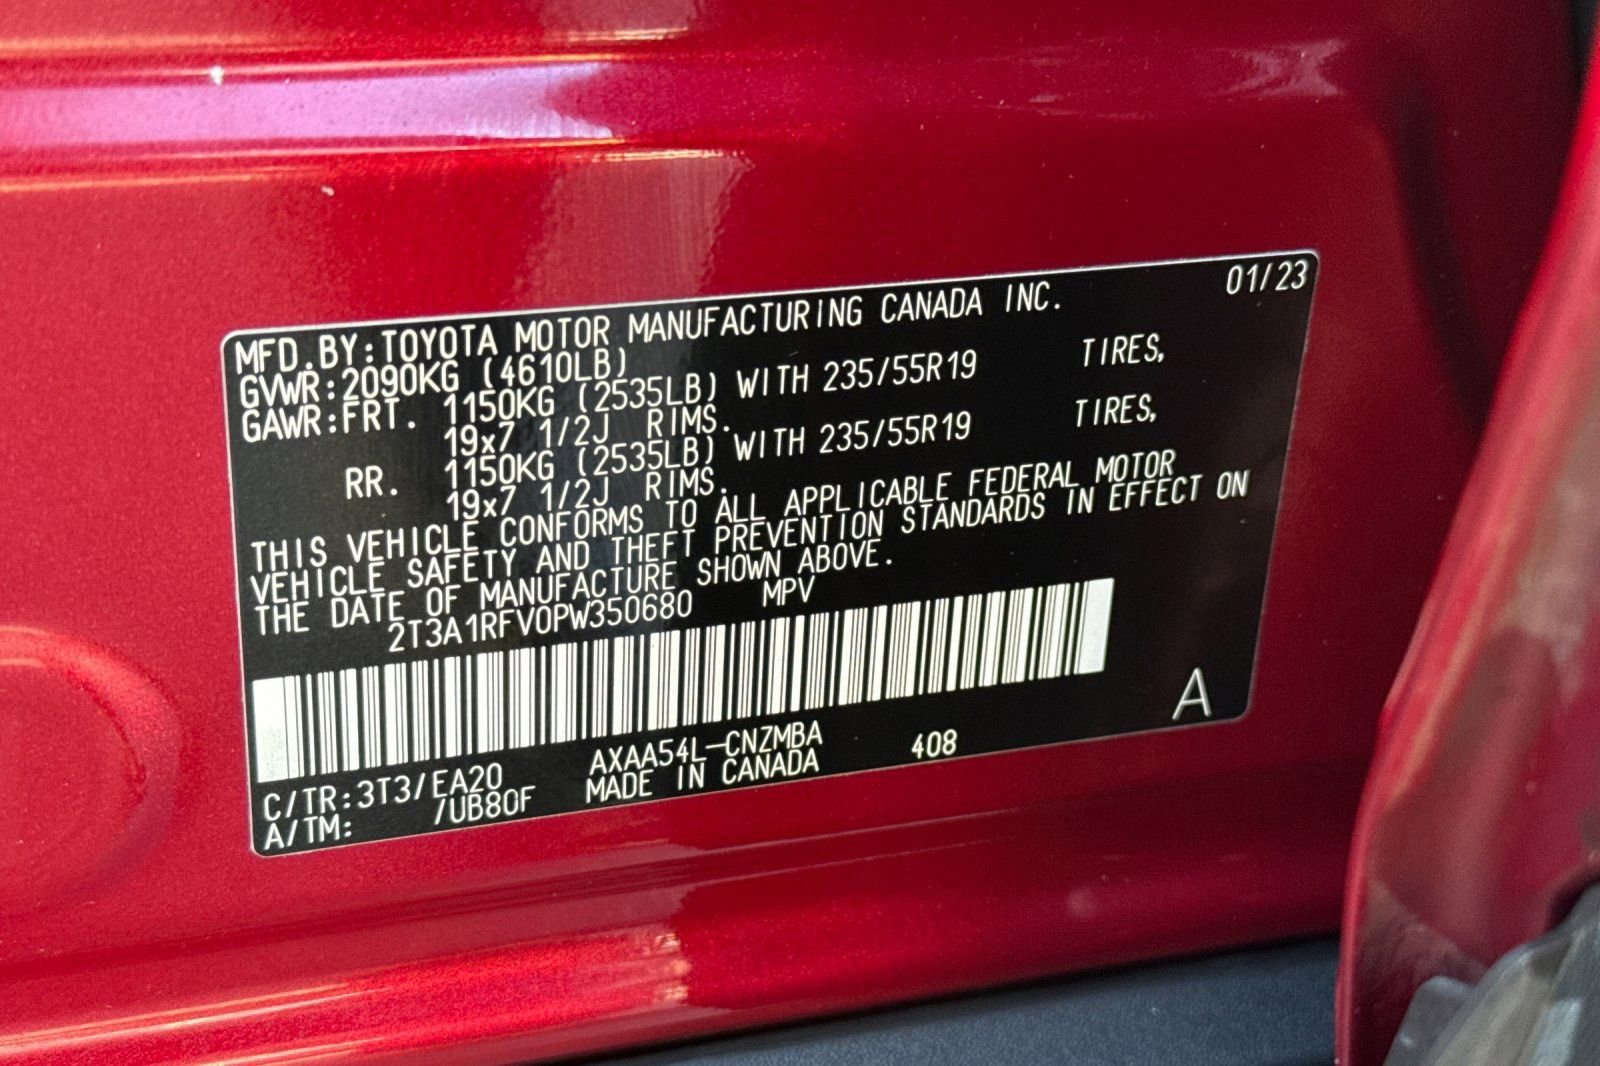 01/23
MFD.BY:TOYOTA MOTOR MANUFACTURING CANADA INC.
GVWR:2090KG (4610LB)
GAWR:FRT. 1150KG (2535LB) WITH 235/55R19 TIRES,
19x7 1/2J RIMS.
RR. 1150KG (2535LB) WITH 235/55R19 TIRES,
19x7 1/2J RIMS.
THIS VEHICLE CONFORMS TO ALL APPLICABLE FEDERAL MOTOR
VEHICLE SAFETY AND THEFT PREVENTION STANDARDS IN EFFECT ON
THE DATE OF MANUFACTURE SHOWN ABOVE.
2T3A1RFV0PW350680 MPV
A
C/TR:3T3/EA20 AXAA54L-CNZMBA 408
A/TM: /UB80F MADE IN CANADA